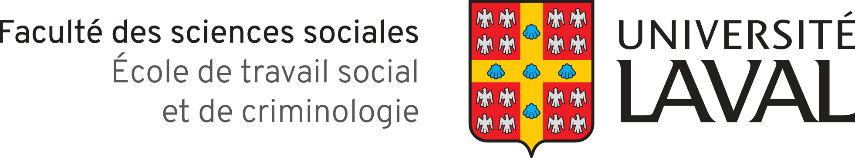 Faculté des sciences sociales
École de travail social
et de criminologie
UNIVERSITÉ
LAVAL